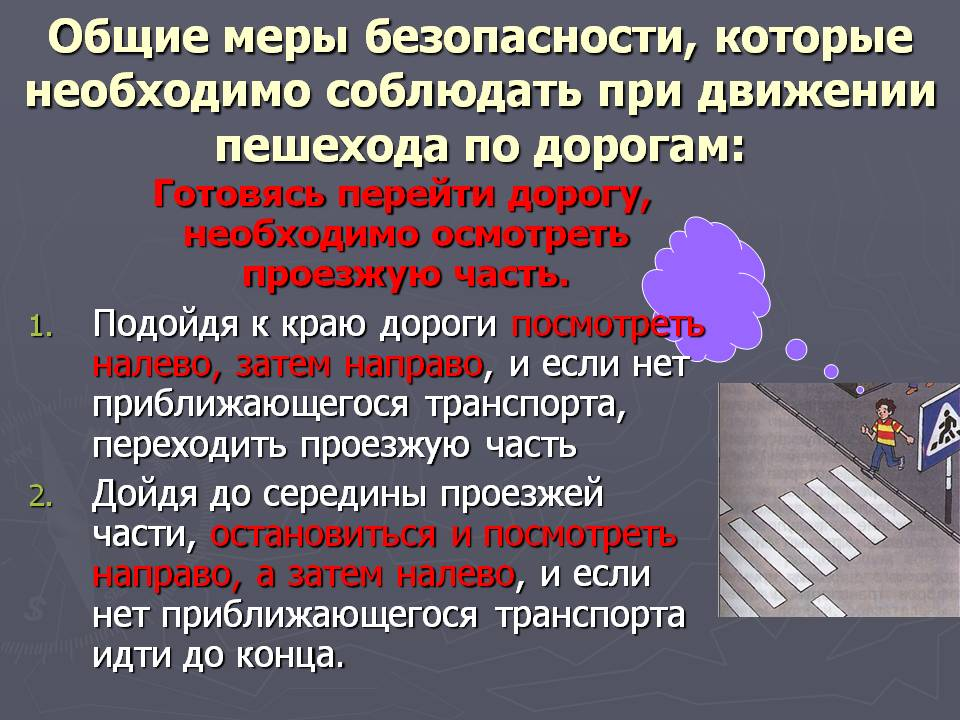 Общие меры безопасности, которые
необходимо соблюдать при движении
пешехода по дорогам:
Готовясь перейти дорогу,
необходимо осмотреть
проезжую часть.
1. Подойдя к краю дороги посмотреть
налево, затем направо, и если нет
приближающегося транспорта,
переходить проезжую часть
2. Дойдя до середины проезжей
части, остановиться и посмотреть
направо, а затем налево, и если
нет приближающегося транспорта
идти до конца.